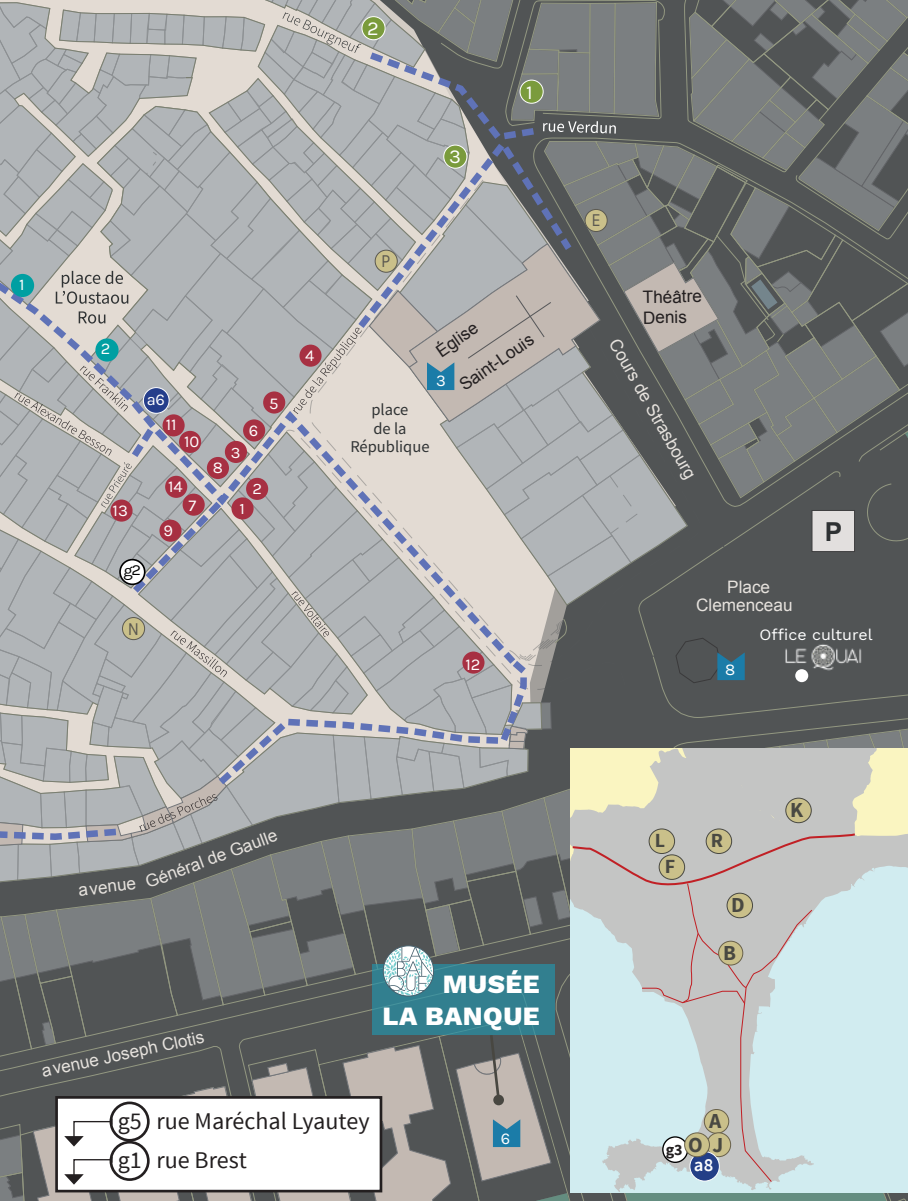 rue Bourgneuf
2
1
rue Verdun
3
E
P
1
place de
L'Oustaou
Rou
Théâtre
Denis
Église
Saint-Louis
3
2
4
rue de la République
Cours de Strasbourg
rue Franklin
a6
5
place
de la
République
rue Alexandre Besson
11
10
6
3
8
rue Prieuré
14
2
7
1
13
9
P
g2
Place
Clemenceau
rue Voltaire
N
rue Massillon
Office culturel
LE QUAI
8
12
rue des Porches
avenue Général de Gaulle
K
L
R
F
D
B
LA
BAN
QUE
MUSÉE
LA BANQUE
avenue Joseph Clotis
g5 rue Maréchal Lyautey
g1 rue Brest
6
A
g3
O
J
a8